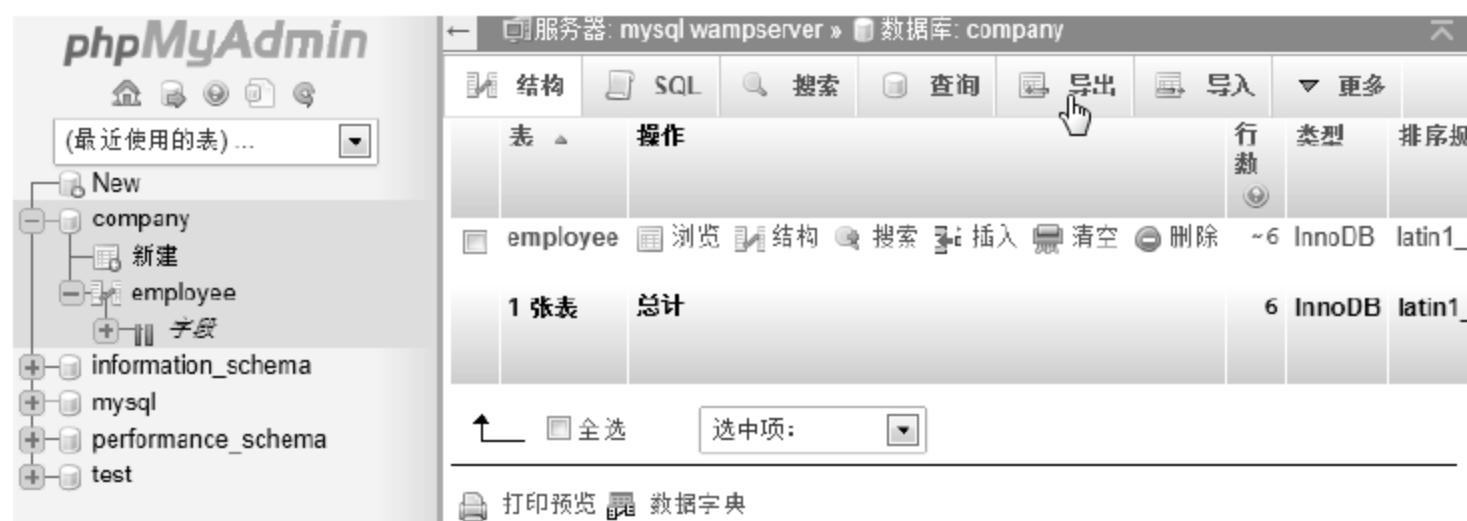 phpMyAdmin
(最近使用的表) ...
New
company
新建
employee
字段
information_schema
mysql
performance_schema
test
← 服务器: mysql wampserver » 数据库: company
结构 SQL 搜索 查询 导出 导入 更多
表 操作 行数 类型 排序规
employee 浏览 结构 搜索 插入 清空 删除 ~6 InnoDB latin1_
1 张表 总计 6 InnoDB latin1_
全选 选中项:
打印预览 数据字典